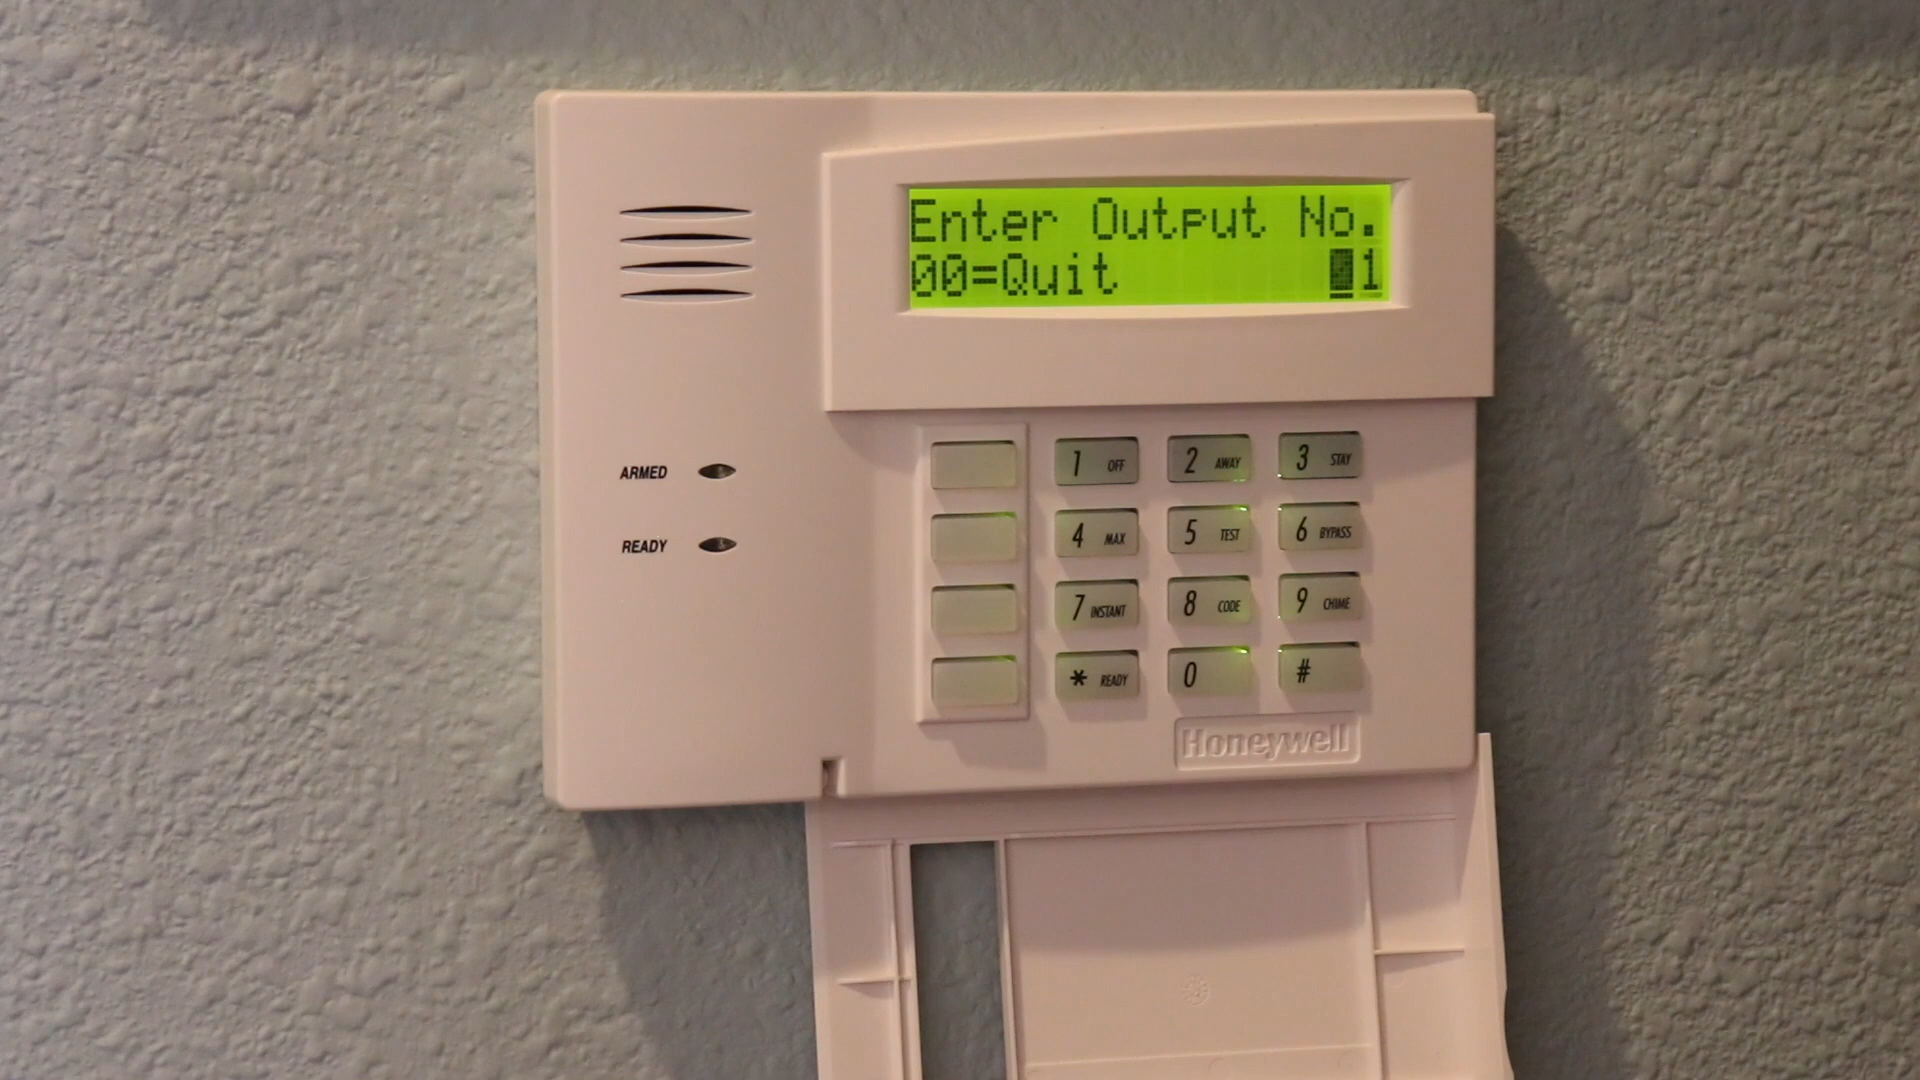 Enter Output No.
00=Quit 01
ARMED
READY
1 OFF
2 AWAY
3 STAY
4 MAX
5 TEST
6 BYPASS
7 INSTANT
8 CODE
9 CHIME
* READY
0
#
Honeywell